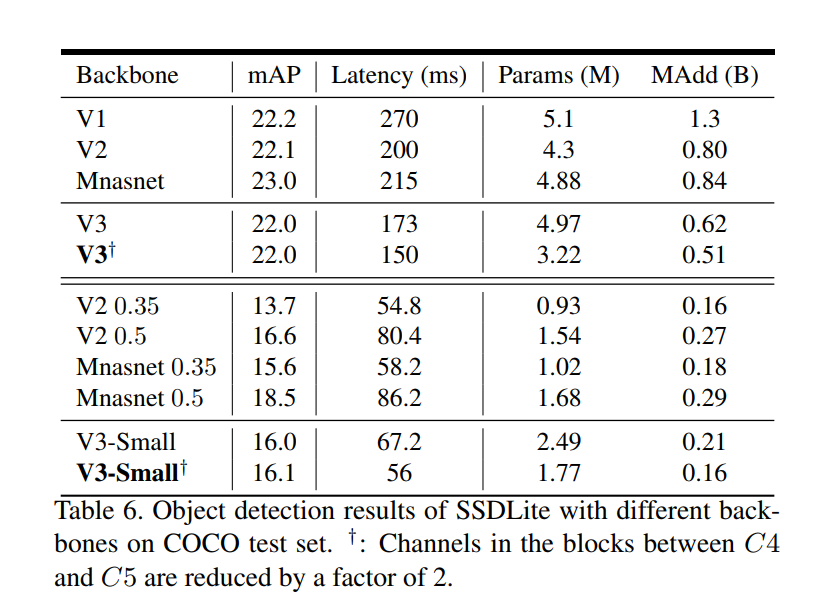 Backbone mAP Latency (ms) Params (M) MAdd (B)
V1 22.2 270 5.1 1.3
V2 22.1 200 4.3 0.80
Mnasnet 23.0 215 4.88 0.84
V3 22.0 173 4.97 0.62
V3† 22.0 150 3.22 0.51
V2 0.35 13.7 54.8 0.93 0.16
V2 0.5 16.6 80.4 1.54 0.27
Mnasnet 0.35 15.6 58.2 1.02 0.18
Mnasnet 0.5 18.5 86.2 1.68 0.29
V3-Small 16.0 67.2 2.49 0.21
V3-Small† 16.1 56 1.77 0.16
Table 6. Object detection results of SSDLite with different back-
bones on COCO test set. †: Channels in the blocks between C4
and C5 are reduced by a factor of 2.